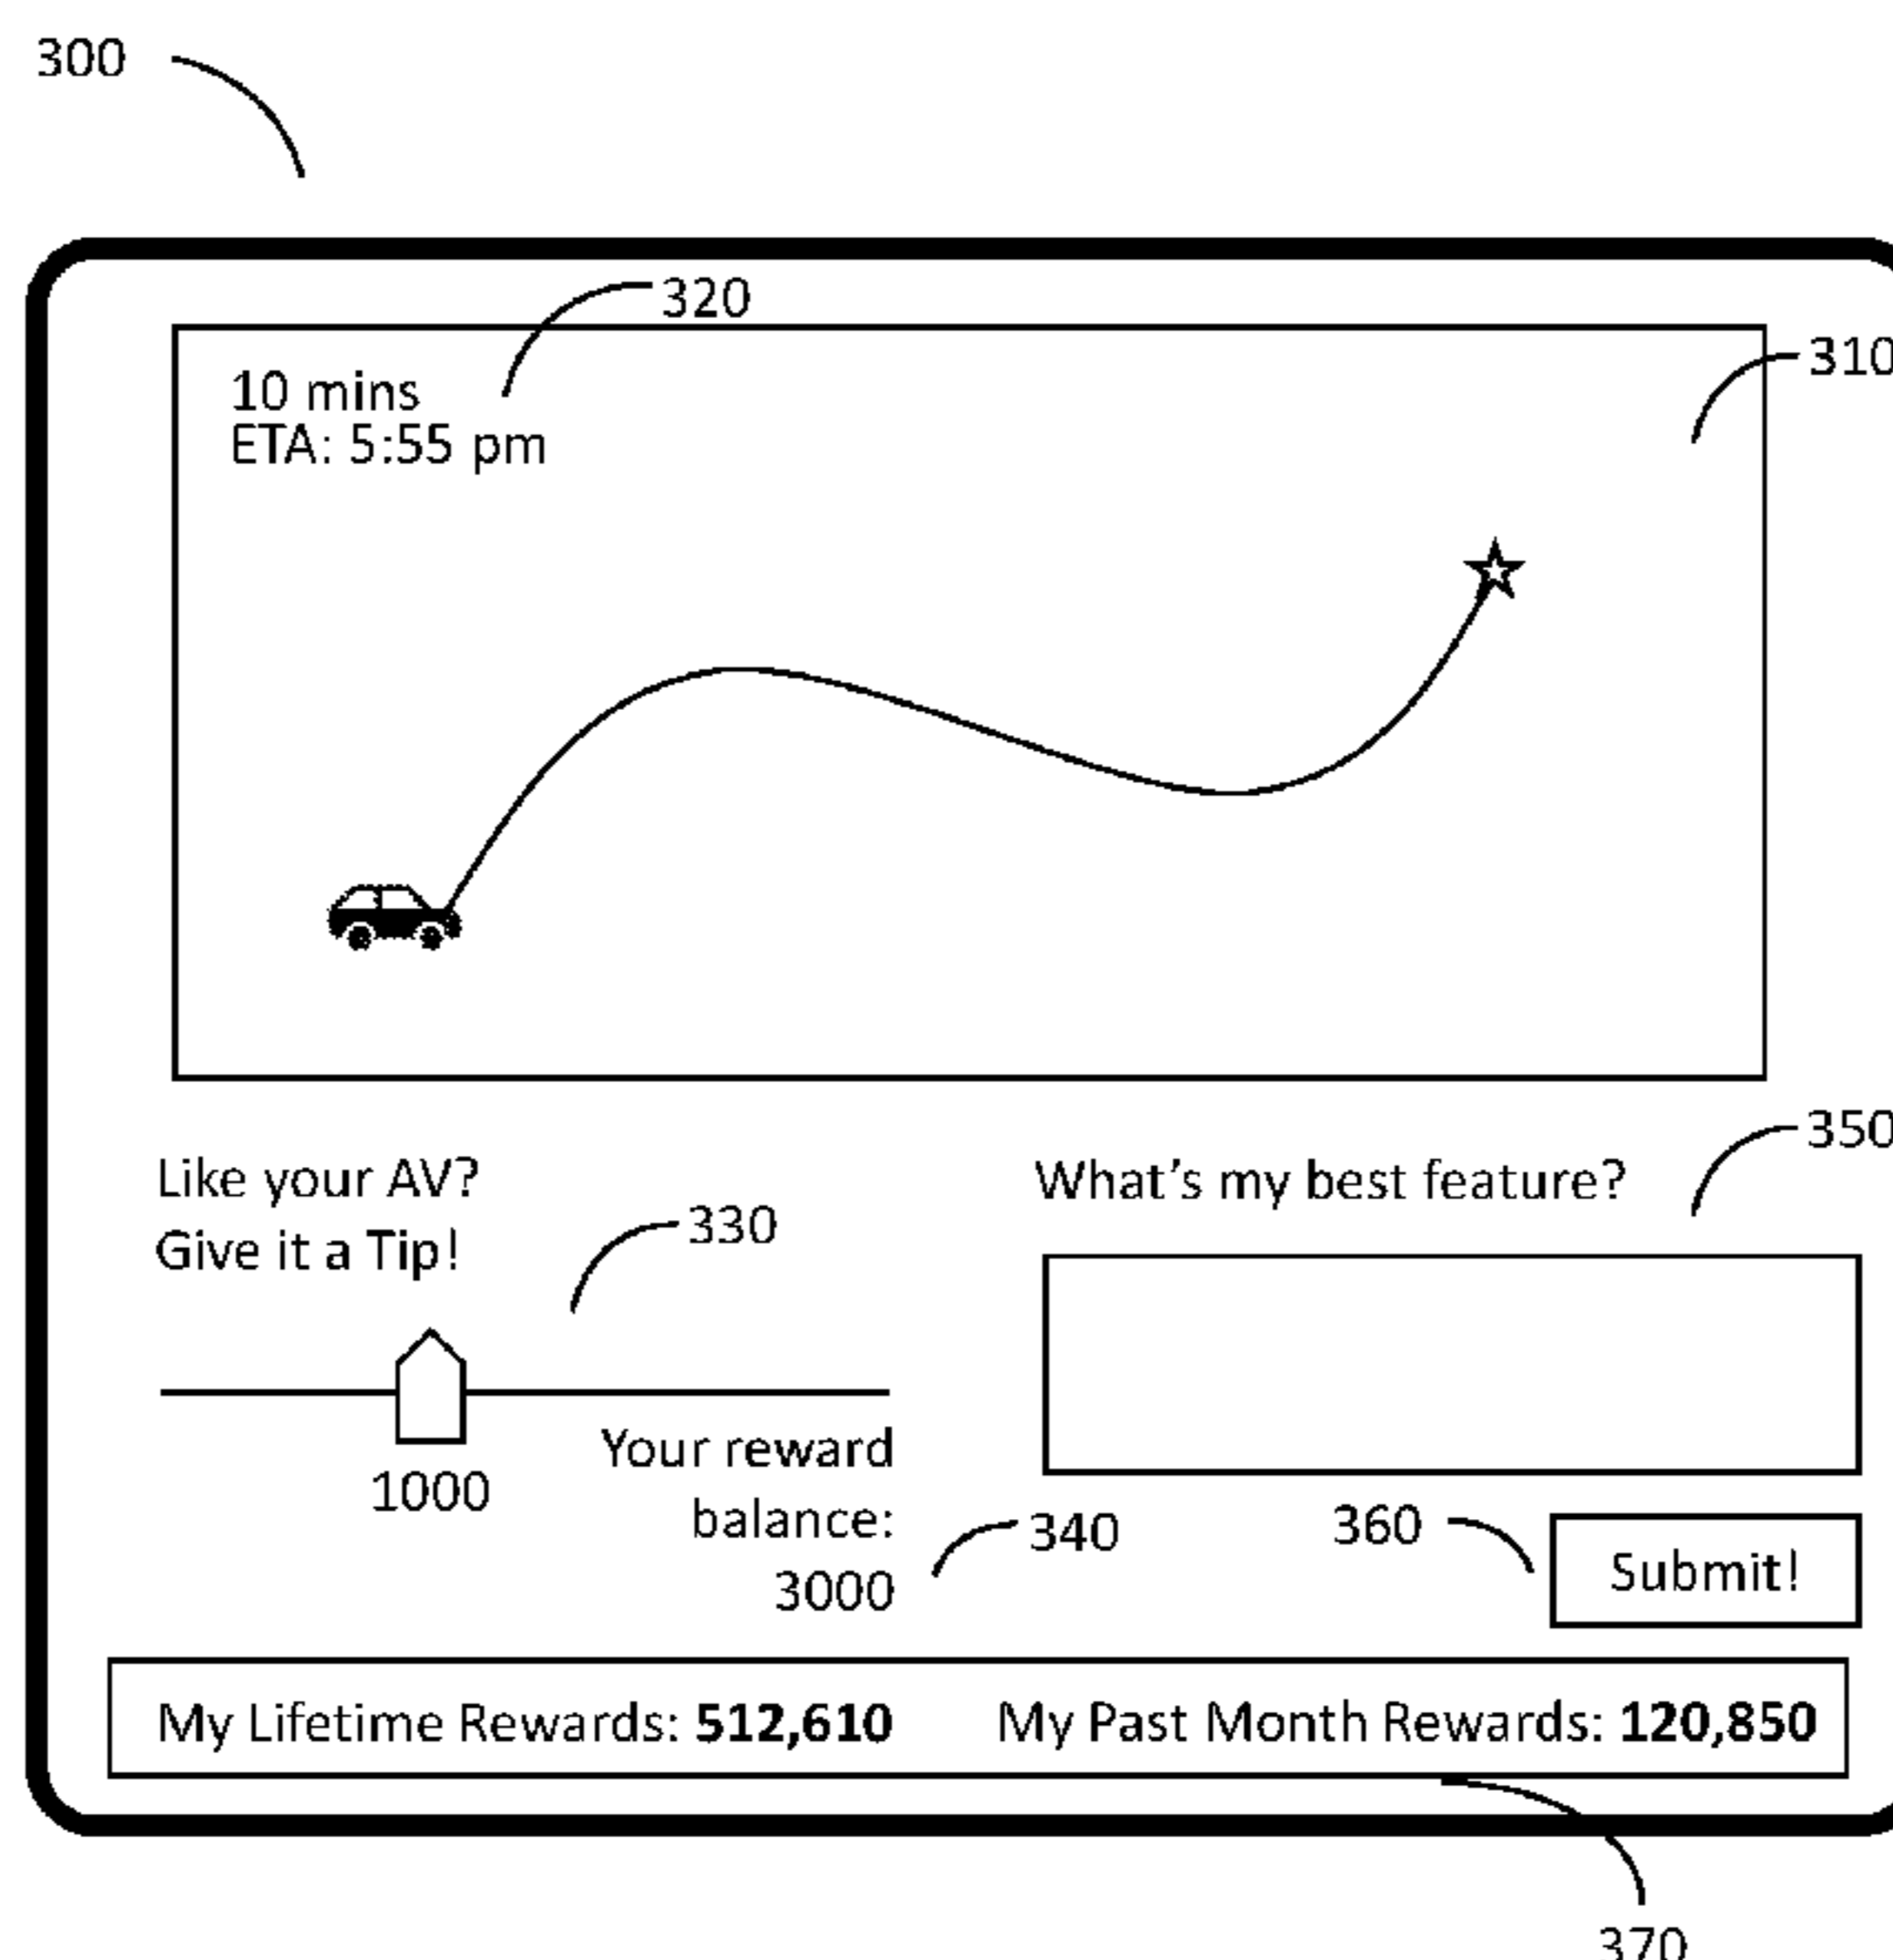 300
320
310
10 mins
ETA: 5:55 pm
350
Like your AV?
Give it a Tip!
What's my best feature?
330
1000
Your reward
balance:
3000
340
360
Submit!
My Lifetime Rewards: 512,610
My Past Month Rewards: 120,850
370